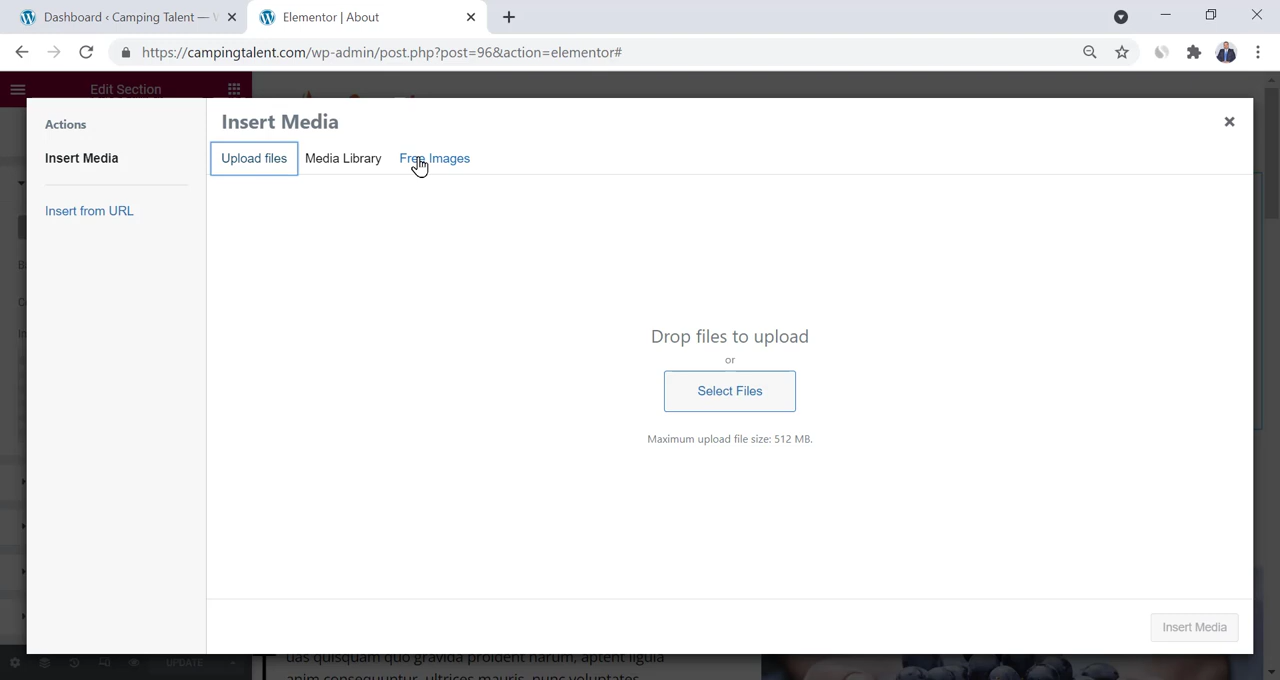 Dashboard ‹ Camping Talent —
Elementor | About
https://campingtalent.com/wp-admin/post.php?post=96&action=elementor#
Edit Section
Actions
Insert Media
Insert from URL
Insert Media
Upload files
Media Library
Free Images
Drop files to upload
or
Select Files
Maximum upload file size: 512 MB.
Insert Media
UPDATE
quisquam quo gravida proident harum, aptent ligula
anim consequuntur, ultrices mauris, nunc voluptates